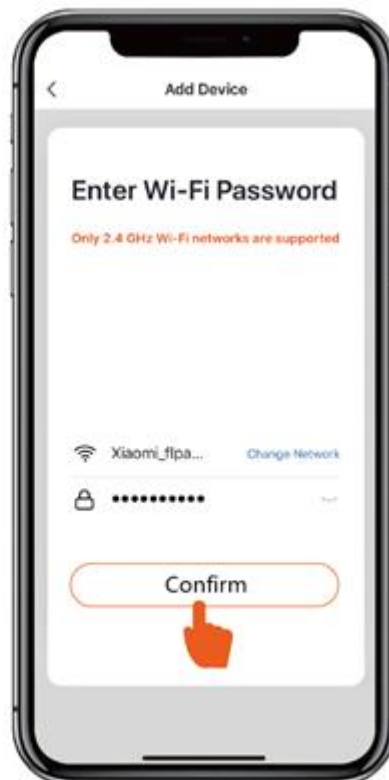 Add Device
Enter Wi-Fi Password
Only 2.4 GHz Wi-Fi networks are supported
Xiaomi_flpa... Change Network
••••••••••
Confirm